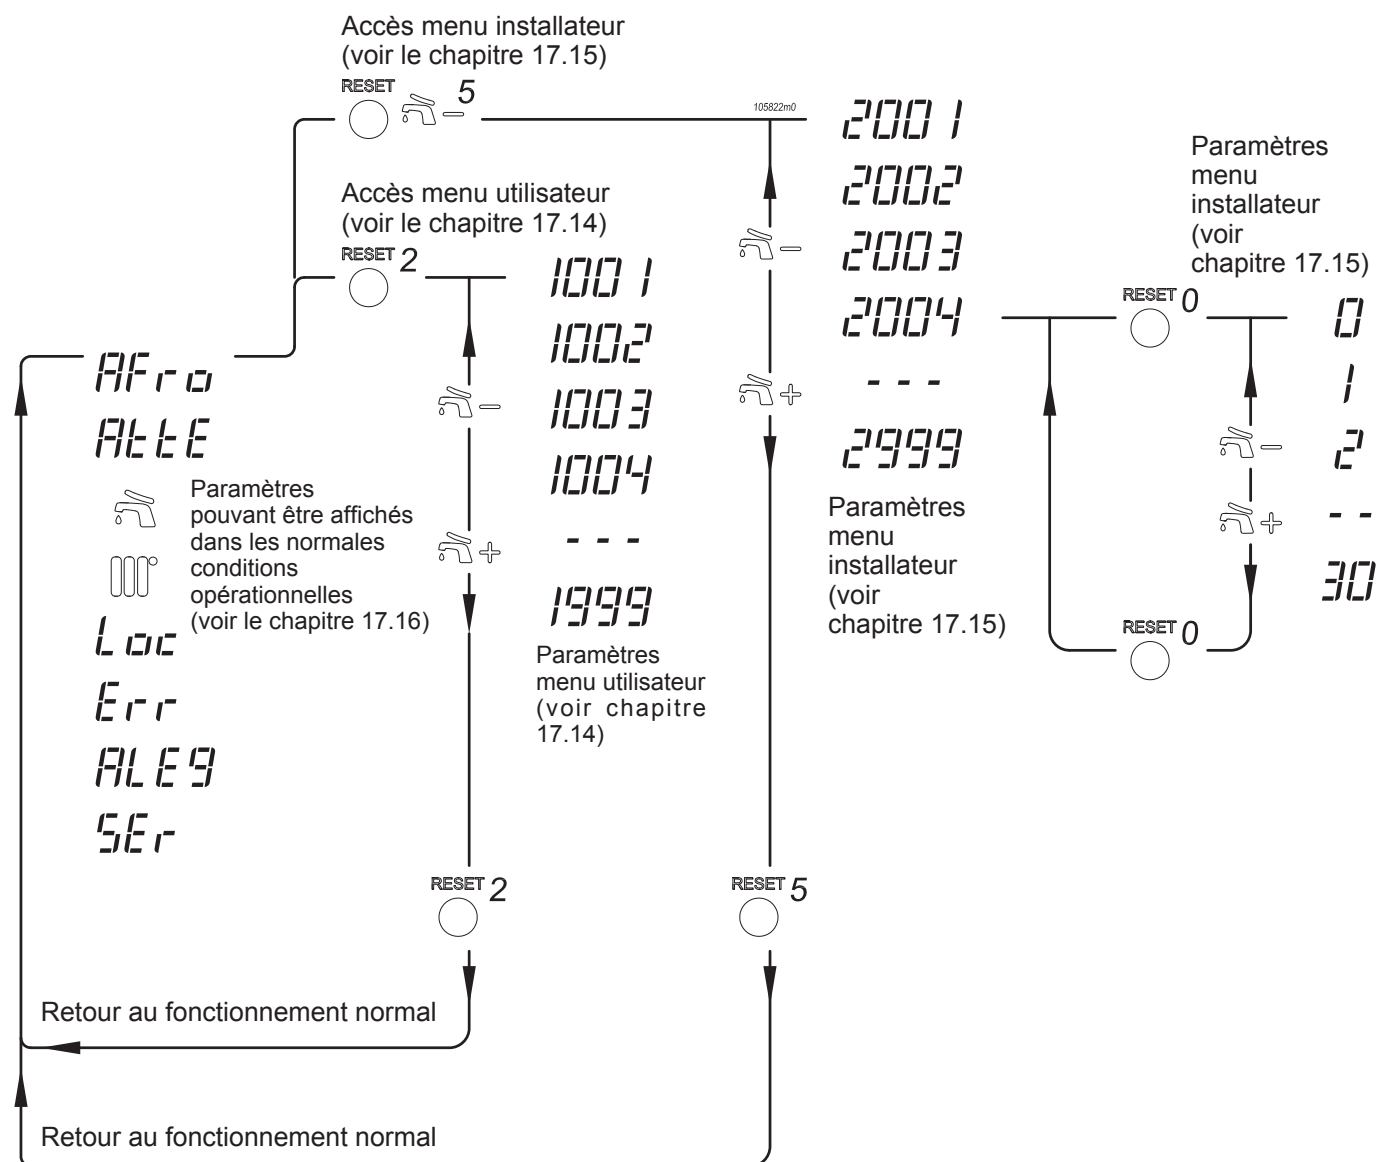 Accès menu installateur
(voir le chapitre 17.15)
RESET 5
105822m0
Accès menu utilisateur
(voir le chapitre 17.14)
RESET 2
AFro
AttE
Paramètres
pouvant être affichés
dans les normales
conditions
opérationnelles
(voir le chapitre 17.16)
Loc
Err
ALE9
SEr
1001
1002
1003
1004
- - -
1999
Paramètres
menu utilisateur
(voir chapitre
17.14)
2001
2002
2003
2004
- - -
2999
Paramètres
menu
installateur
(voir
chapitre 17.15)
Paramètres
menu
installateur
(voir
chapitre 17.15)
RESET 0
0
1
2
- -
30
RESET 0
RESET 2
RESET 5
Retour au fonctionnement normal
Retour au fonctionnement normal